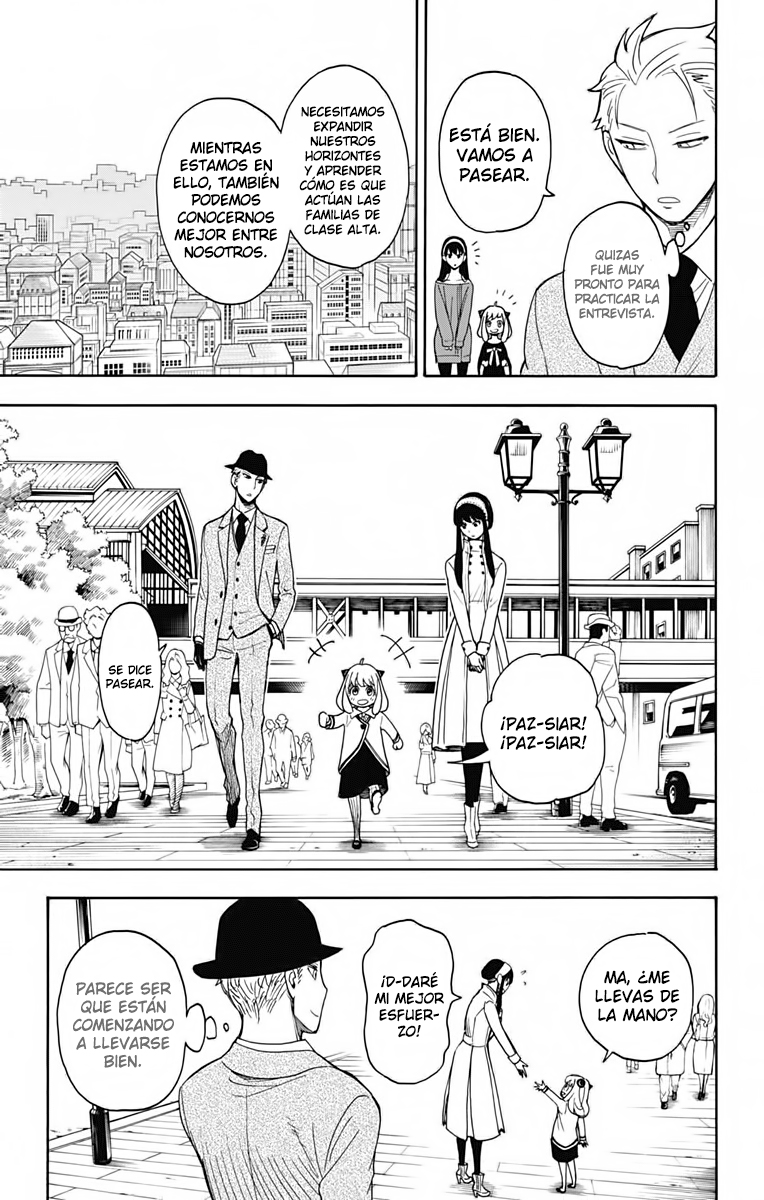 ESTÁ BIEN.
VAMOS A
PASEAR.
QUIZAS
FUE MUY
PRONTO PARA
PRACTICAR LA
ENTREVISTA.
NECESITAMOS
EXPANDIR
NUESTROS
HORIZONTES
Y APRENDER
CÓMO ES QUE
ACTÚAN LAS
FAMILIAS DE
CLASE ALTA.
MIENTRAS
ESTAMOS EN
ELLO, TAMBIÉN
PODEMOS
CONOCERNOS
MEJOR ENTRE
NOSOTROS.
¡PAZ-SIAR!
¡PAZ-SIAR!
SE DICE
PASEAR.
MA, ¿ME
LLEVAS DE
LA MANO?
¡D-DARÉ
MI MEJOR
ESFUER-
ZO!
PARECE SER
QUE ESTÁN
COMENZANDO
A LLEVARSE
BIEN.